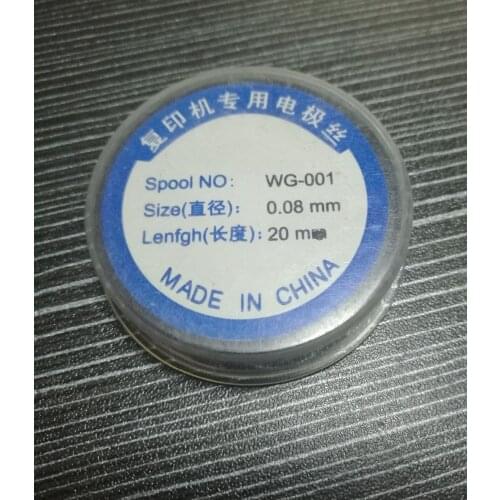 复印机专用电极丝
Spool NO: WG-001
Size(直径): 0.08 mm
Lenfgh(长度): 20 m
MADE IN CHINA